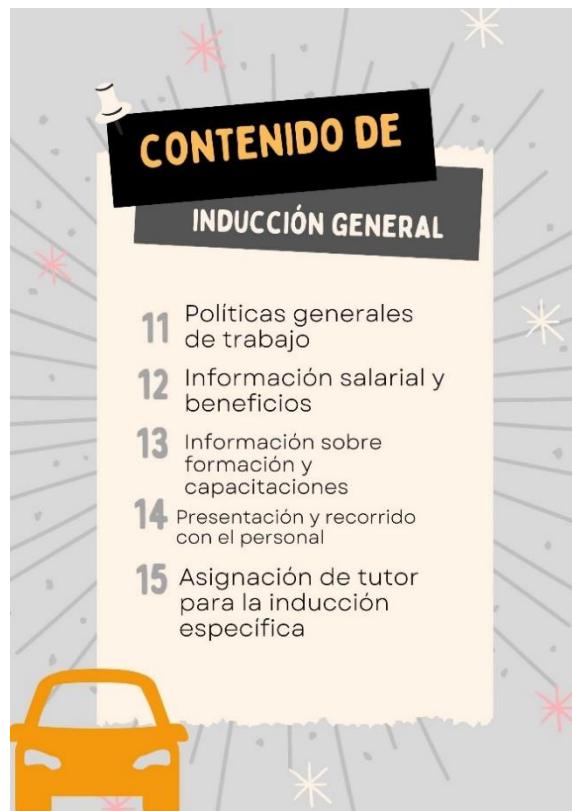 CONTENIDO DE
INDUCCIÓN GENERAL
11 Políticas generales
de trabajo
12 Información salarial y
beneficios
13 Información sobre
formación y
capacitaciones
14 Presentación y recorrido
con el personal
15 Asignación de tutor
para la inducción
específica